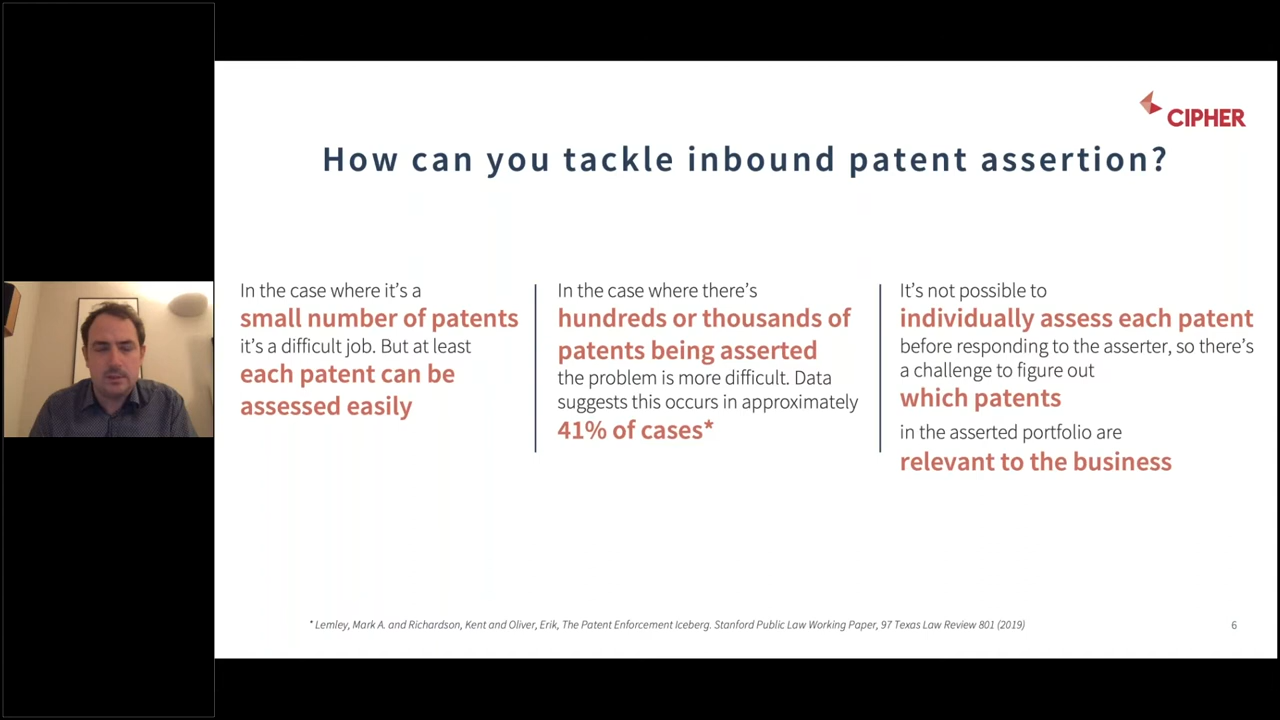 CIPHER
How can you tackle inbound patent assertion?
In the case where it's a
small number of patents
it's a difficult job. But at least
each patent can be
assessed easily
In the case where there's
hundreds or thousands of
patents being asserted
the problem is more difficult. Data
suggests this occurs in approximately
41% of cases*
It's not possible to
individually assess each patent
before responding to the asserter, so there's
a challenge to figure out
which patents
in the asserted portfolio are
relevant to the business
* Lemley, Mark A. and Richardson, Kent and Oliver, Erik, The Patent Enforcement Iceberg. Stanford Public Law Working Paper, 97 Texas Law Review 801 (2019)
6